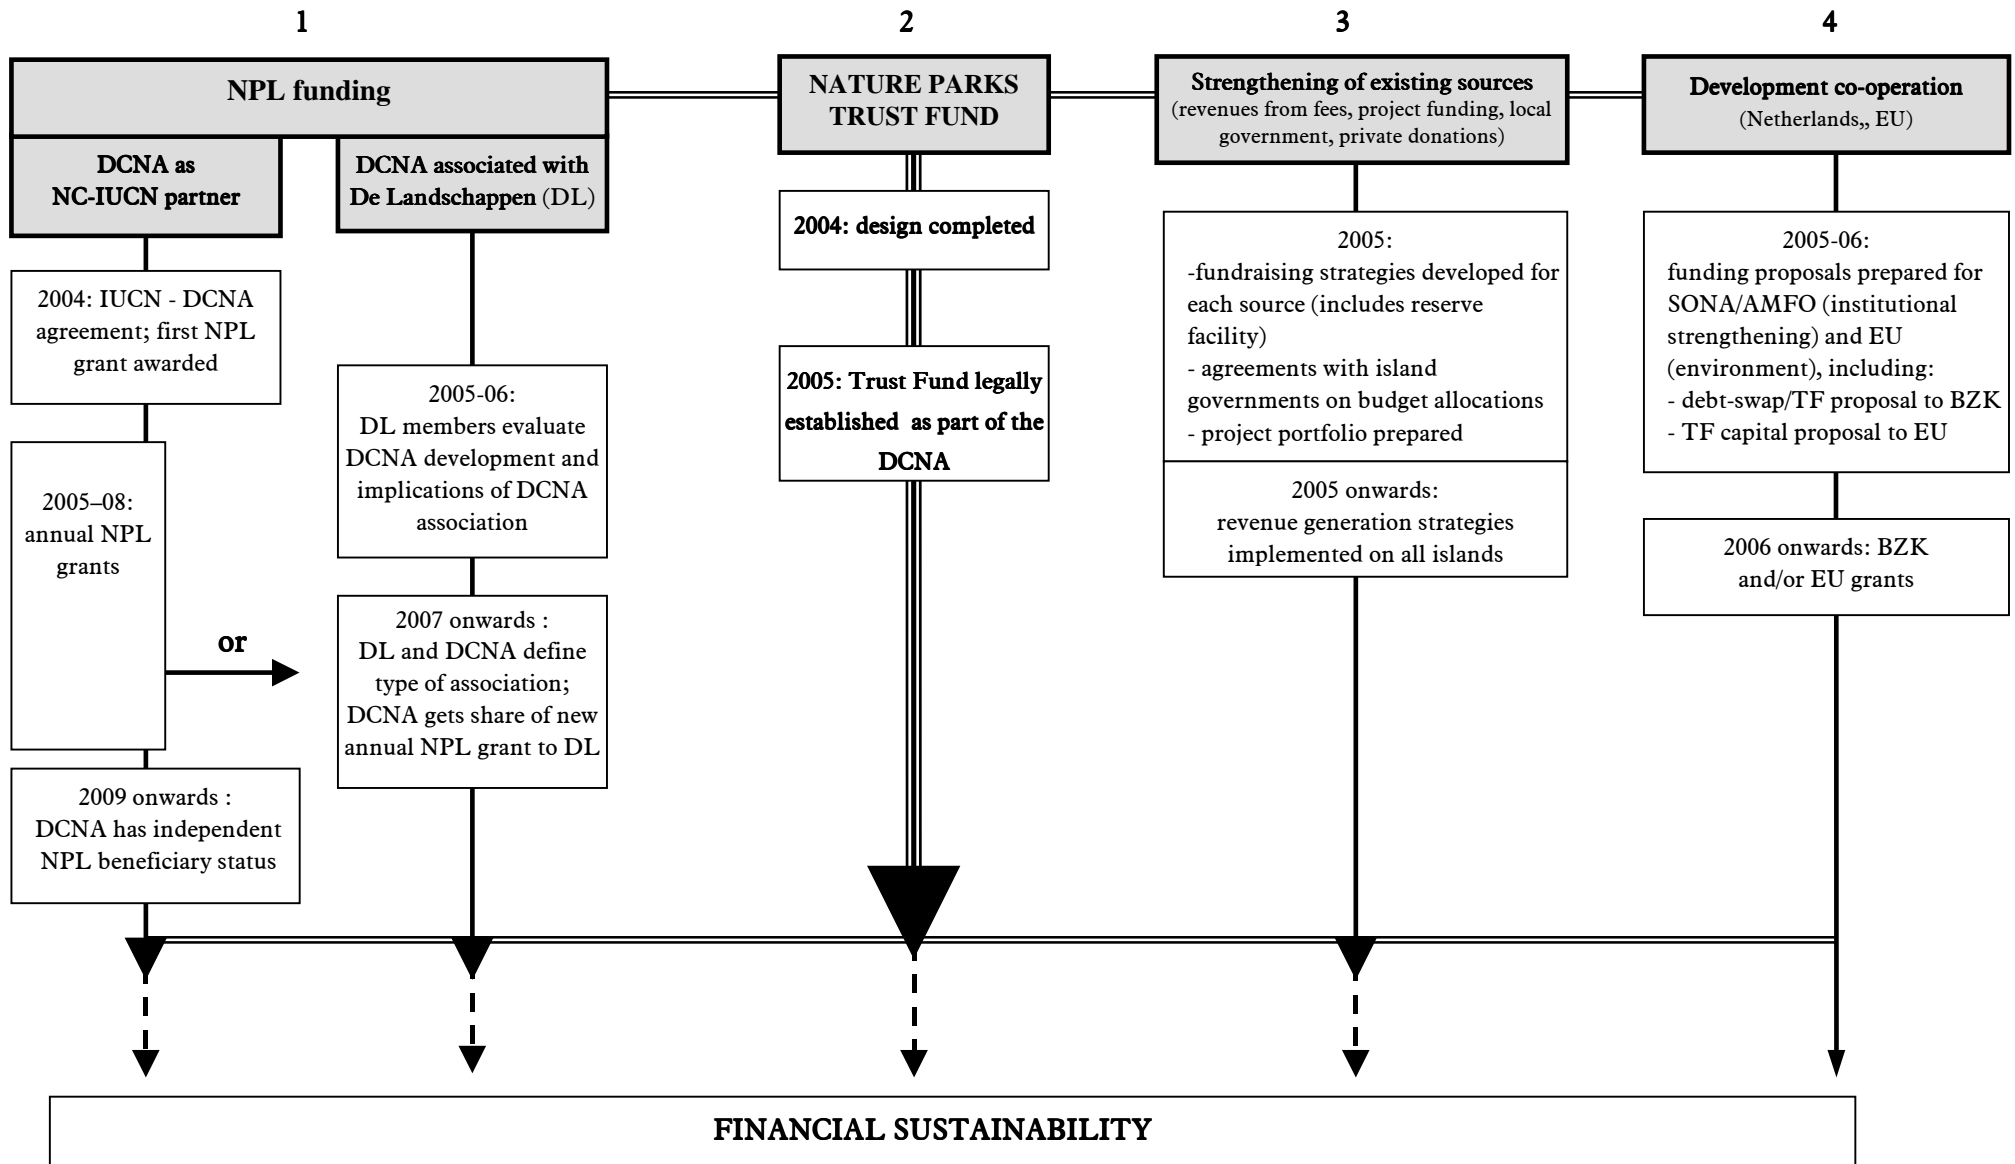 1
2
3
4
NPL funding
DCNA as
NC-IUCN partner
2004: IUCN - DCNA
agreement; first NPL
grant awarded
2005–08:
annual NPL
grants
or
2009 onwards :
DCNA has independent
NPL beneficiary status
DCNA associated with
De Landschappen (DL)
2005-06:
DL members evaluate
DCNA development and
implications of DCNA
association
2007 onwards :
DL and DCNA define
type of association;
DCNA gets share of new
annual NPL grant to DL
NATURE PARKS
TRUST FUND
2004: design completed
2005: Trust Fund legally
established as part of the
DCNA
Strengthening of existing sources
(revenues from fees, project funding, local
government, private donations)
2005:
-fundraising strategies developed for
each source (includes reserve
facility)
- agreements with island
governments on budget allocations
- project portfolio prepared
2005 onwards:
revenue generation strategies
implemented on all islands
Development co-operation
(Netherlands,, EU)
2005-06:
funding proposals prepared for
SONA/AMFO (institutional
strengthening) and EU
(environment), including:
- debt-swap/TF proposal to BZK
- TF capital proposal to EU
2006 onwards: BZK
and/or EU grants
FINANCIAL SUSTAINABILITY